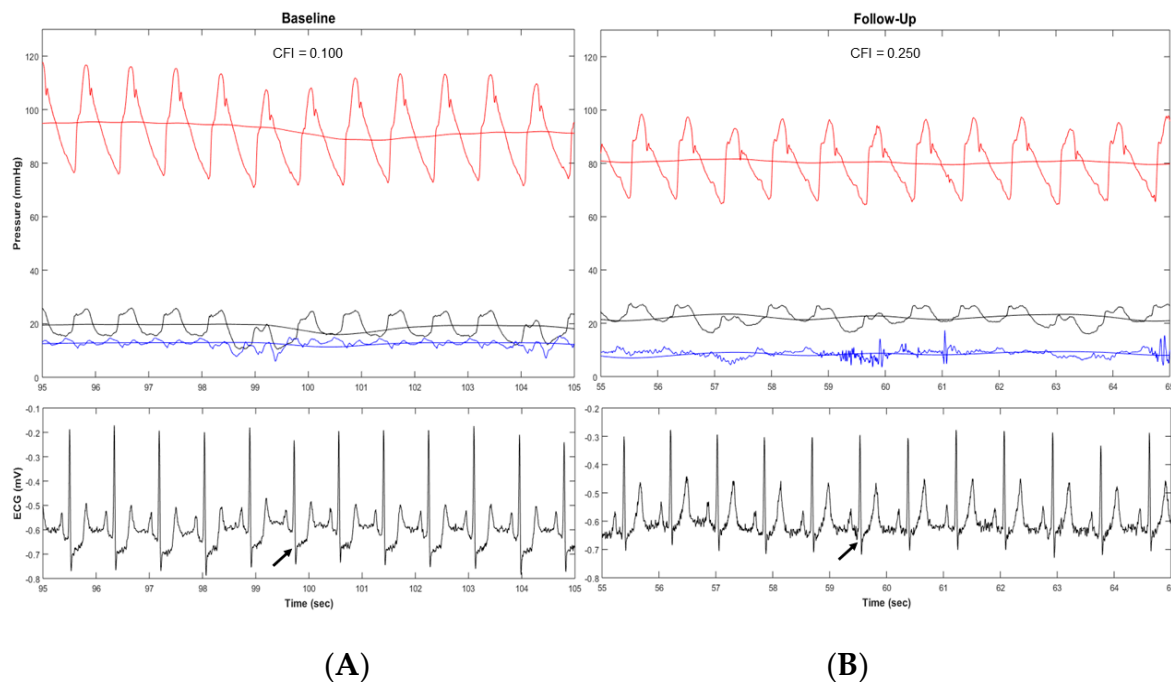 Baseline
CFI = 0.100
Pressure (mmHg)
120
100
80
60
40
20
0
95 96 97 98 99 100 101 102 103 104 105
ECG (mV)
-0.1
-0.2
-0.3
-0.4
-0.5
-0.6
-0.7
-0.8
95 96 97 98 99 100 101 102 103 104 105
Time (sec)
(A)
Follow-Up
CFI = 0.250
120
100
80
60
40
20
0
55 56 57 58 59 60 61 62 63 64 65
-0.2
-0.3
-0.4
-0.5
-0.6
-0.7
-0.8
55 56 57 58 59 60 61 62 63 64 6
Time (sec)
(B)